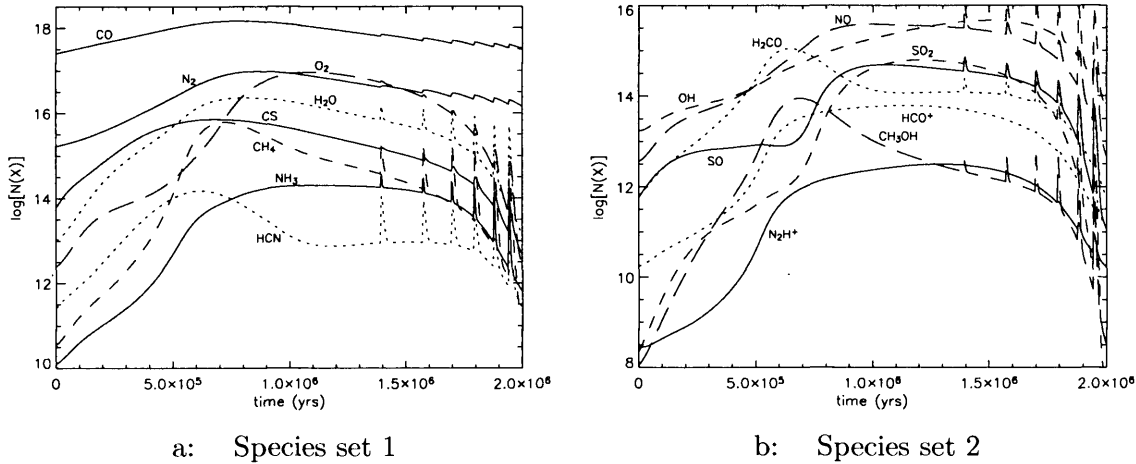 18
16
14
12
10
log[N(X)]
CO
N₂
O₂
H₂O
CS
CH₄
NH₃
HCN
0
5.0×10⁵
1.0×10⁶
1.5×10⁶
2.0×10⁶
time (yrs)
a: Species set 1
16
14
12
10
8
log[N(X)]
NO
H₂CO
SO₂
OH
HCO⁺
CH₃OH
SO
N₂H⁺
0
5.0×10⁵
1.0×10⁶
1.5×10⁶
2.0×10⁶
time (yrs)
b: Species set 2